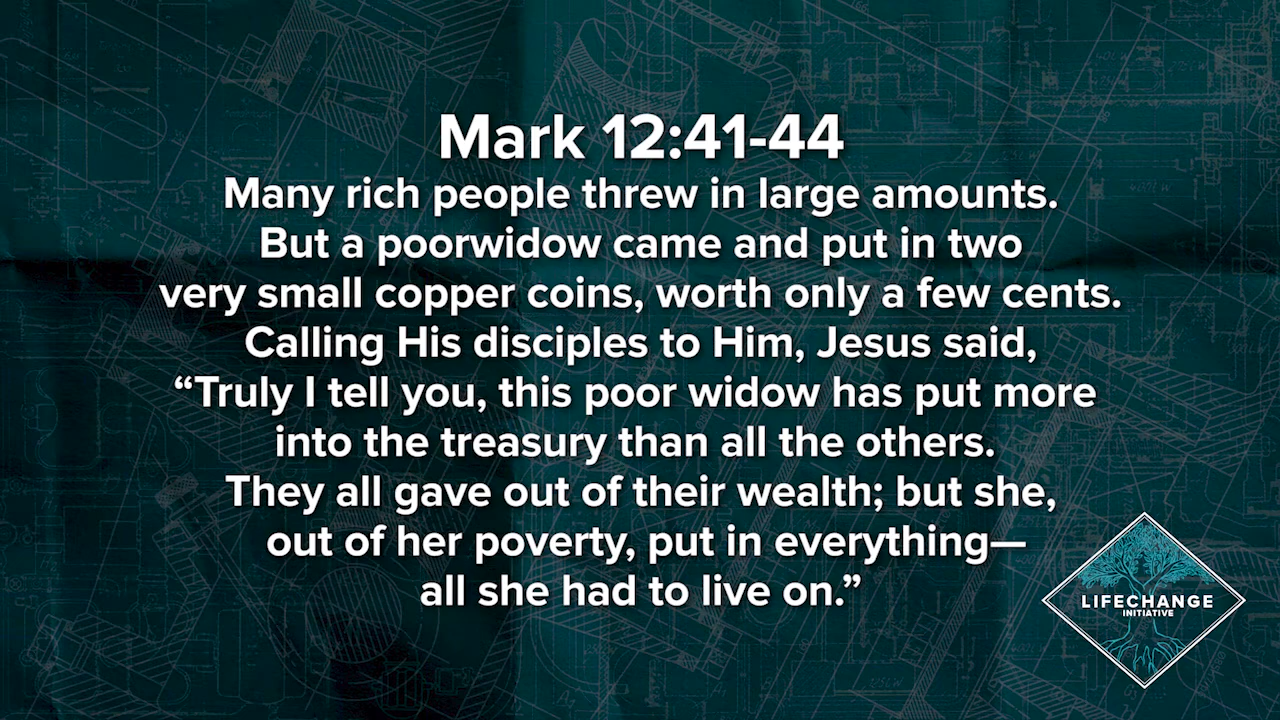 Mark 12:41-44
Many rich people threw in large amounts.
But a poorwidow came and put in two
very small copper coins, worth only a few cents.
Calling His disciples to Him, Jesus said,
“Truly I tell you, this poor widow has put more
into the treasury than all the others.
They all gave out of their wealth; but she,
out of her poverty, put in everything—
all she had to live on.”
LIFECHANGE
INITIATIVE